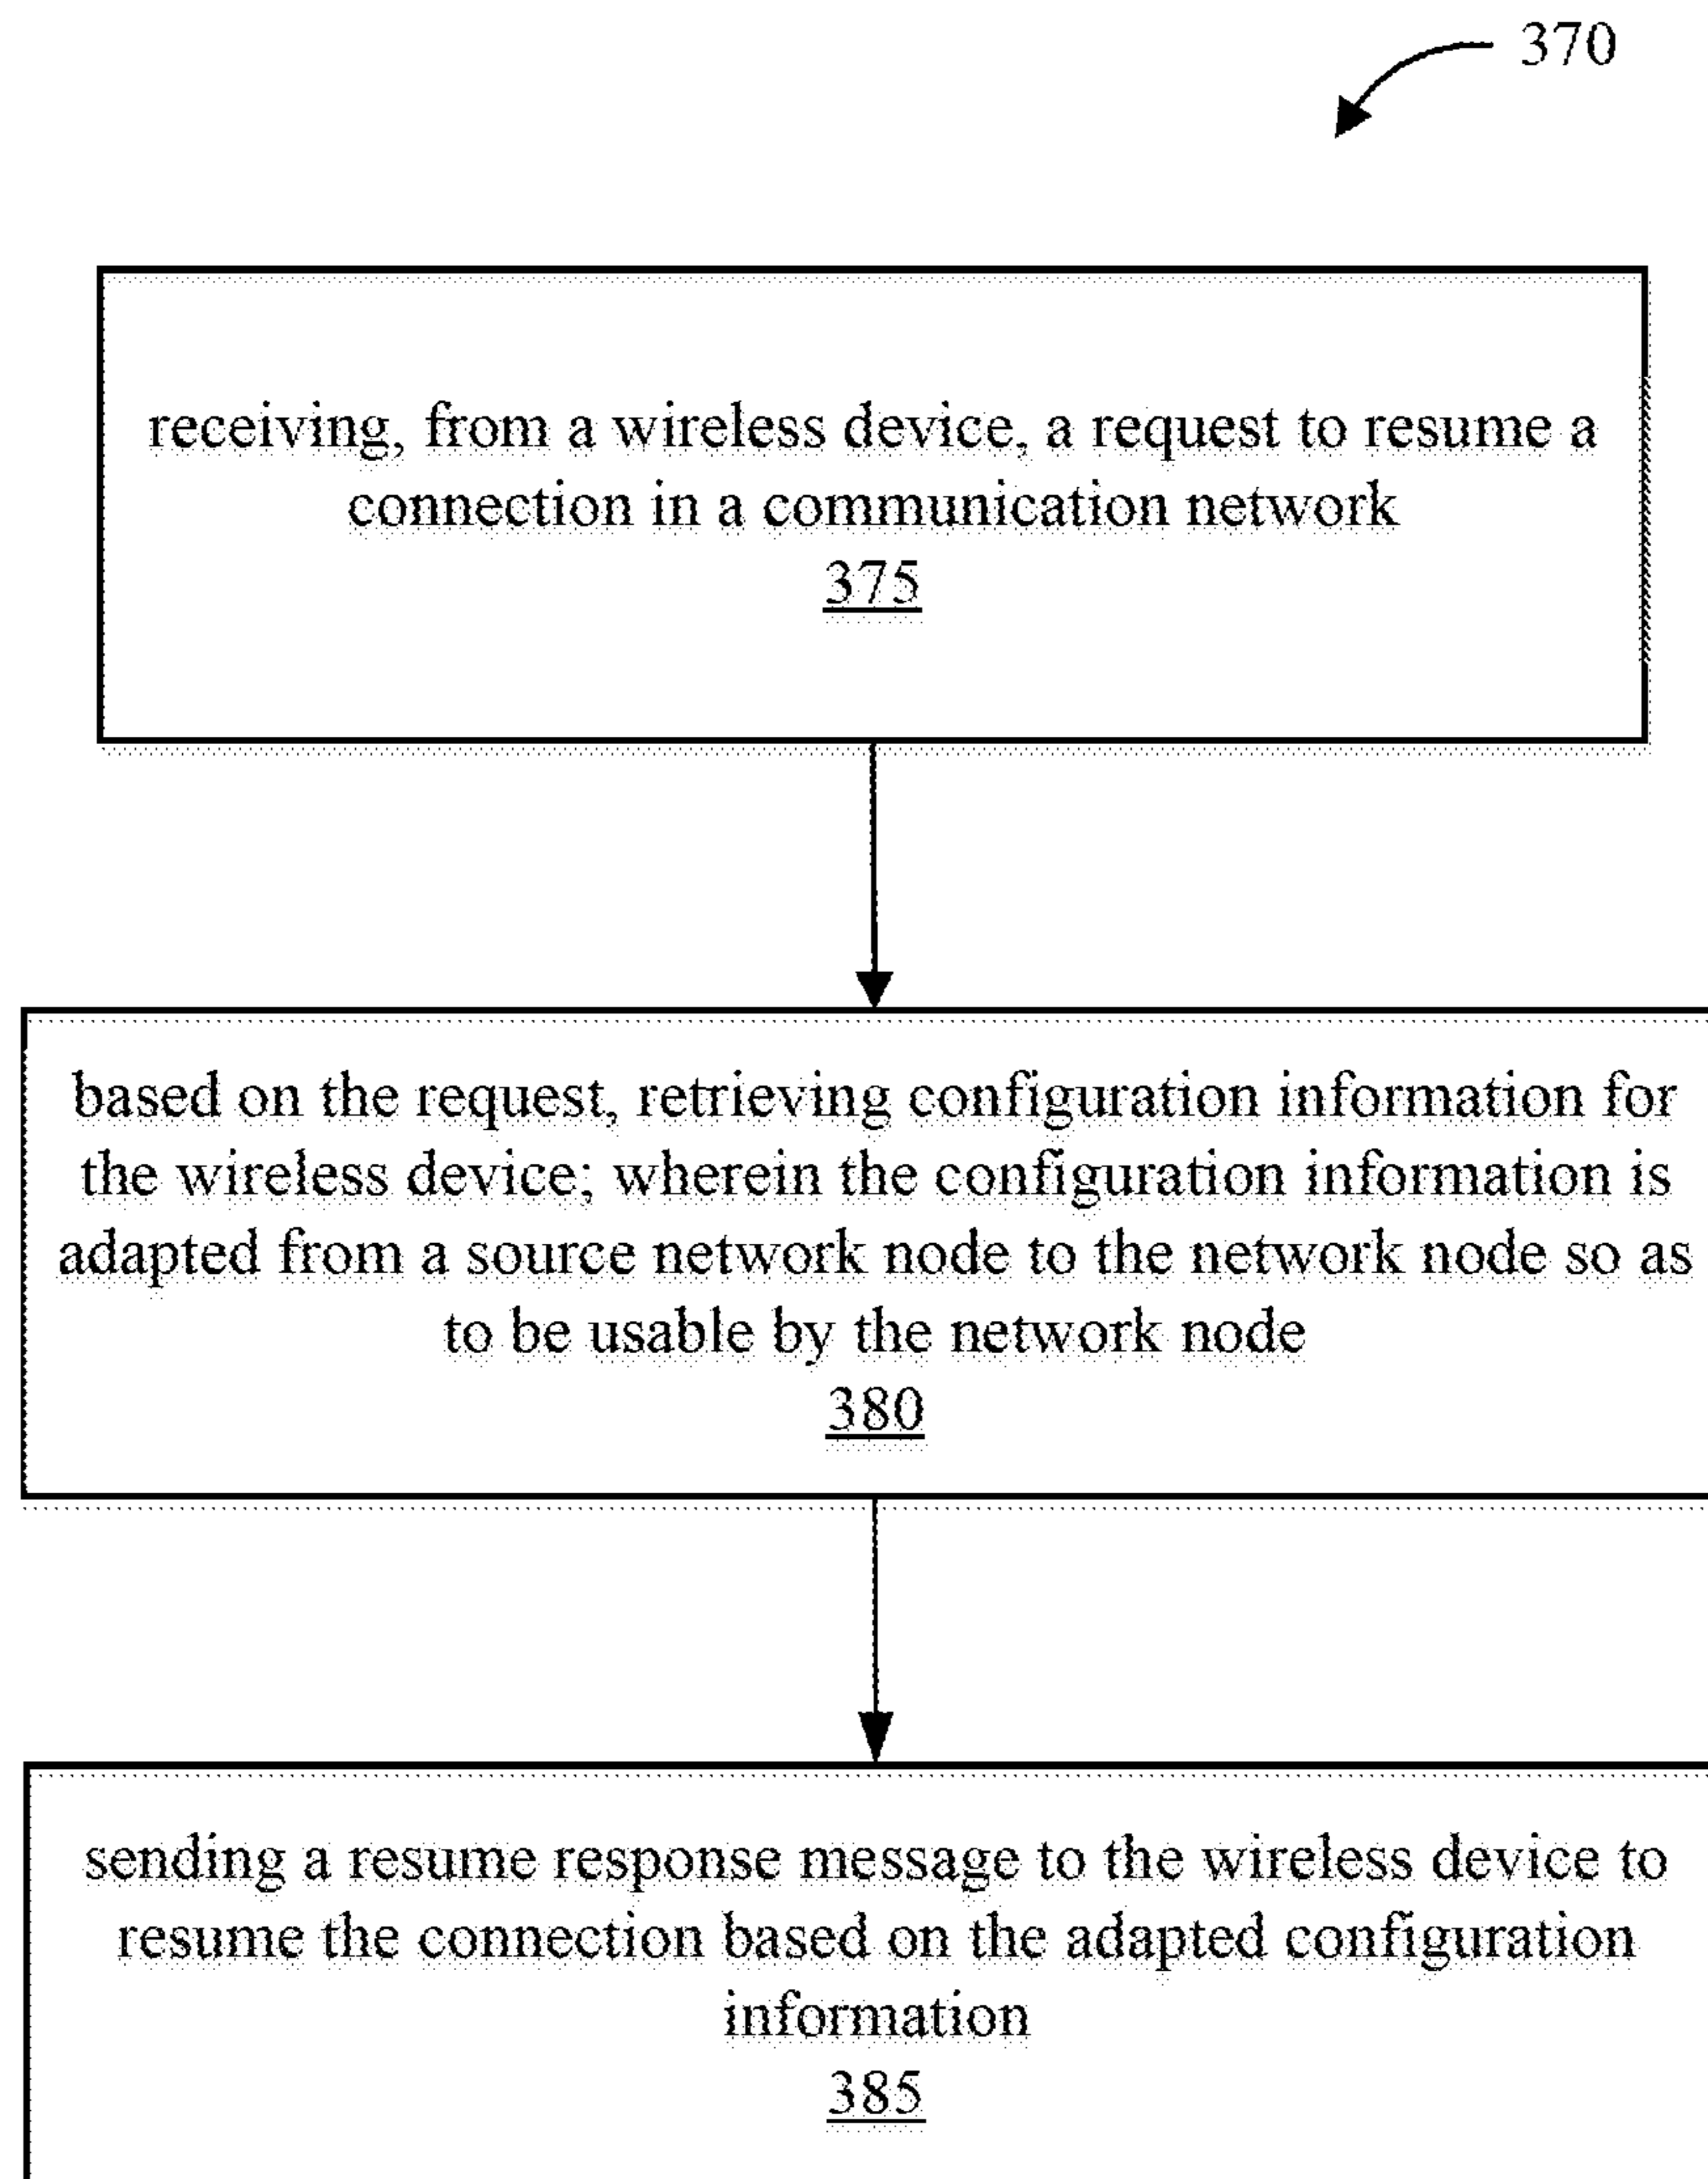 370
receiving, from a wireless device, a request to resume a
connection in a communication network
375
based on the request, retrieving configuration information for
the wireless device; wherein the configuration information is
adapted from a source network node to the network node so as
to be usable by the network node
380
sending a resume response message to the wireless device to
resume the connection based on the adapted configuration
information
385